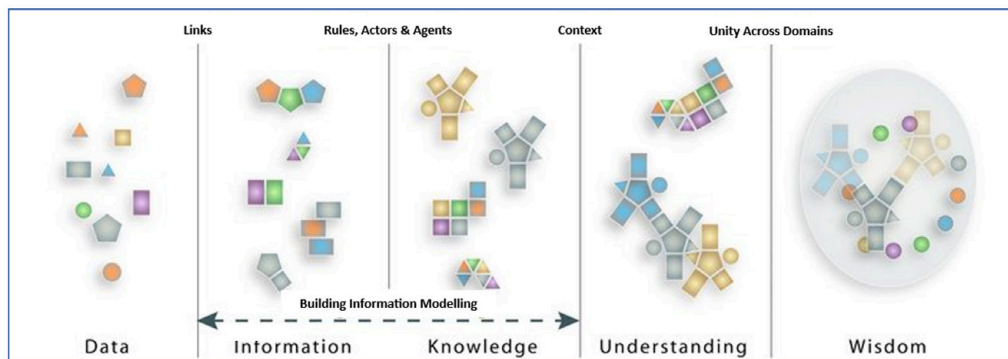 Links
Rules, Actors & Agents
Context
Unity Across Domains
Building Information Modelling
Data
Information
Knowledge
Understanding
Wisdom